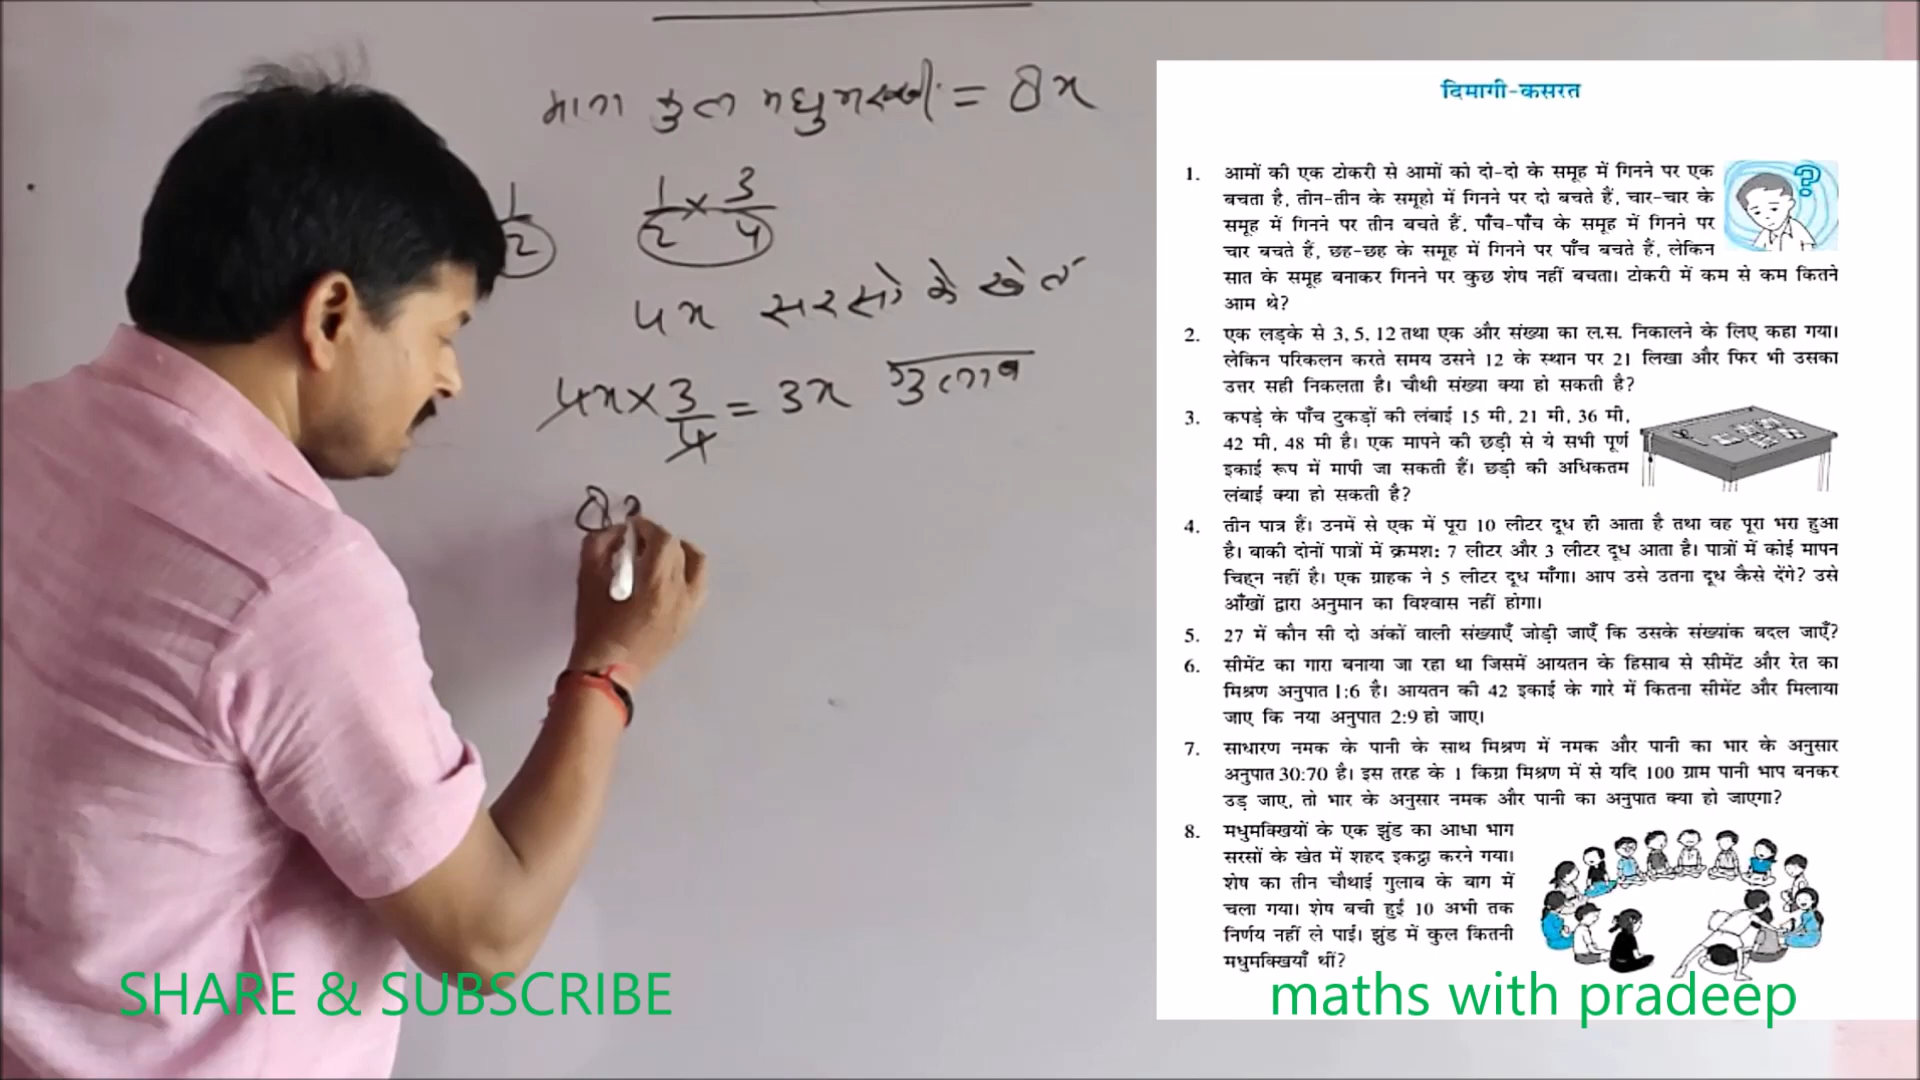 माना कुल मधुमक्खी = 8x
1/2 1/2 × 3/4
4x सरसो के खेत
4x × 3/4 = 3x गुलाब
8x
दिमागी-कसरत
1. आमों की एक टोकरी से आमों को दो-दो के समूह में गिनने पर एक
बचता है, तीन-तीन के समूहो में गिनने पर दो बचते हैं, चार-चार के
समूह में गिनने पर तीन बचते हैं, पाँच-पाँच के समूह में गिनने पर
चार बचते हैं, छह-छह के समूह में गिनने पर पाँच बचते हैं, लेकिन
सात के समूह बनाकर गिनने पर कुछ शेष नहीं बचता। टोकरी में कम से कम कितने
आम थे?
2. एक लड़के से 3, 5, 12 तथा एक और संख्या का ल.स. निकालने के लिए कहा गया।
लेकिन परिकलन करते समय उसने 12 के स्थान पर 21 लिखा और फिर भी उसका
उत्तर सही निकलता है। चौथी संख्या क्या हो सकती है?
3. कपड़े के पाँच टुकड़ों की लंबाई 15 मी, 21 मी, 36 मी,
42 मी, 48 मी है। एक मापने की छड़ी से ये सभी पूर्ण
इकाई रूप में मापी जा सकती हैं। छड़ी की अधिकतम
लंबाई क्या हो सकती है?
4. तीन पात्र हैं। उनमें से एक में पूरा 10 लीटर दूध ही आता है तथा वह पूरा भरा हुआ
है। बाकी दोनों पात्रों में क्रमश: 7 लीटर और 3 लीटर दूध आता है। पात्रों में कोई मापन
चिह्न नहीं है। एक ग्राहक ने 5 लीटर दूध माँगा। आप उसे उतना दूध कैसे देंगे? उसे
आँखों द्वारा अनुमान का विश्वास नहीं होगा।
5. 27 में कौन सी दो अंकों वाली संख्याएँ जोड़ी जाएँ कि उसके संख्यांक बदल जाएँ?
6. सीमेंट का गारा बनाया जा रहा था जिसमें आयतन के हिसाब से सीमेंट और रेत का
मिश्रण अनुपात 1:6 है। आयतन की 42 इकाई के गारे में कितना सीमेंट और मिलाया
जाए कि नया अनुपात 2:9 हो जाए।
7. साधारण नमक के पानी के साथ मिश्रण में नमक और पानी का भार के अनुसार
अनुपात 30:70 है। इस तरह के 1 किग्रा मिश्रण में से यदि 100 ग्राम पानी भाप बनकर
उड़ जाए, तो भार के अनुसार नमक और पानी का अनुपात क्या हो जाएगा?
8. मधुमक्खियों के एक झुंड का आधा भाग
सरसों के खेत में शहद इकट्ठा करने गया।
शेष का तीन चौथाई गुलाब के बाग में
चला गया। शेष बची हुई 10 अभी तक
निर्णय नहीं ले पाई। झुंड में कुल कितनी
मधुमक्खियाँ थीं?
SHARE & SUBSCRIBE
maths with pradeep